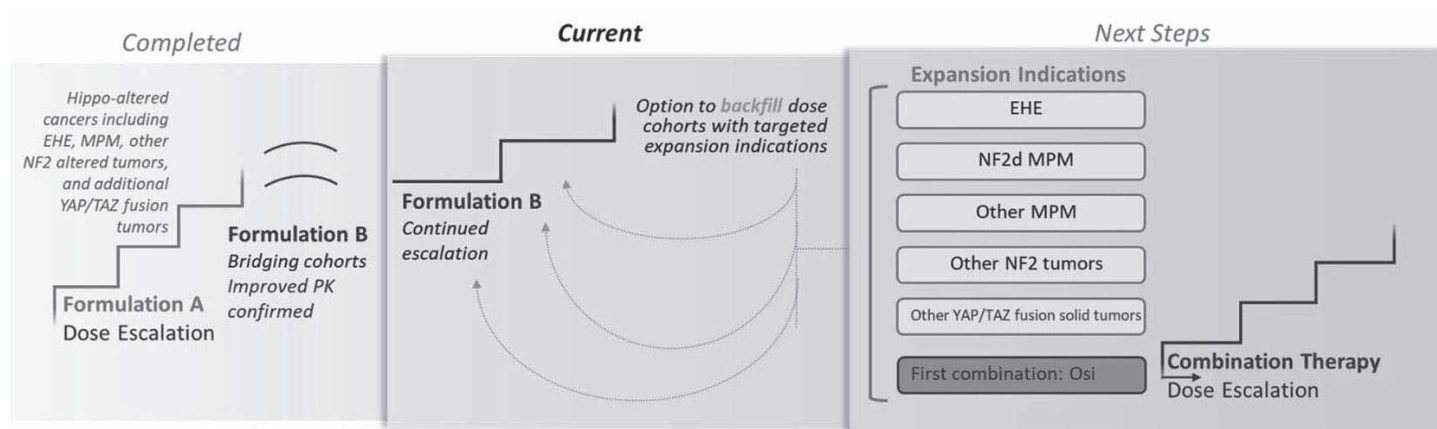 Completed
Hippo-altered
cancers including
EHE, MPM, other
NF2 altered tumors,
and additional
YAP/TAZ fusion
tumors
Formulation A
Dose Escalation
Formulation B
Bridging cohorts
Improved PK
confirmed
Current
Formulation B
Continued
escalation
Option to backfill dose
cohorts with targeted
expansion indications
Next Steps
Expansion Indications
EHE
NF2d MPM
Other MPM
Other NF2 tumors
Other YAP/TAZ fusion solid tumors
First combination: Osi
Combination Therapy
Dose Escalation